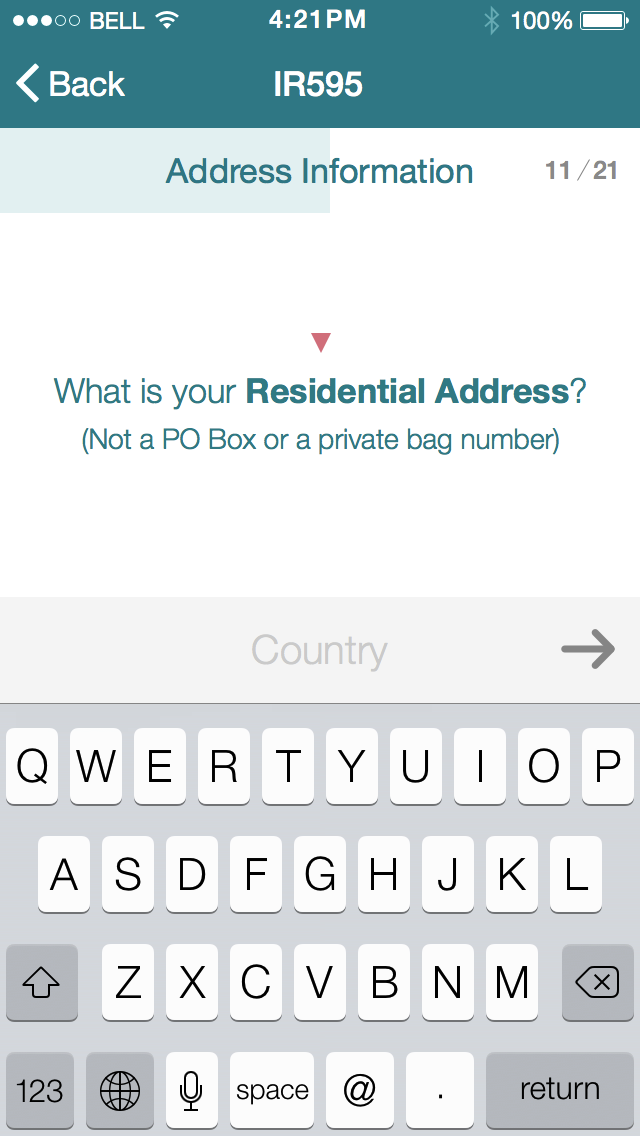 BELL 4:21PM 100%
Back IR595
Address Information 11 / 21
What is your Residential Address?
(Not a PO Box or a private bag number)
Country
Q W E R T Y U I O P
A S D F G H J K L
Z X C V B N M
123 space @ . return